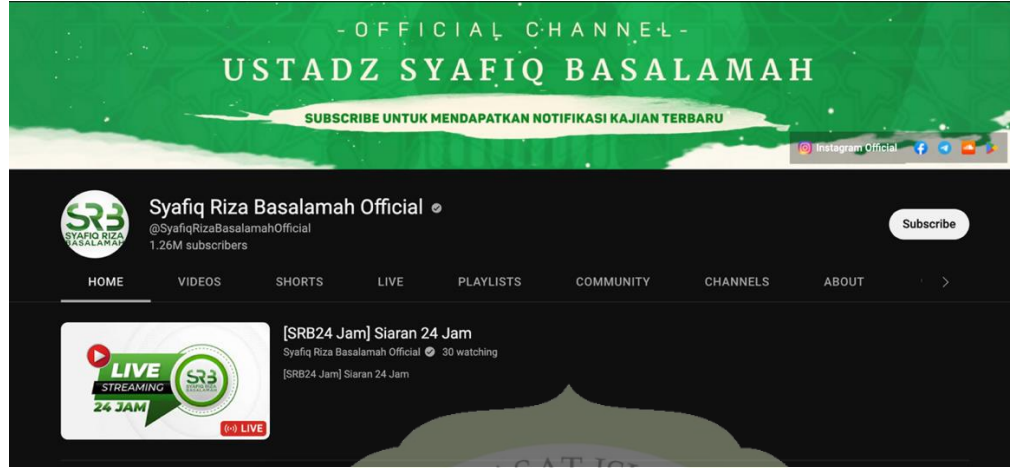 - OFFICIAL CHANNEL -
USTADZ SYAFIQ BASALAMAH
SUBSCRIBE UNTUK MENDAPATKAN NOTIFIKASI KAJIAN TERBARU
Instagram Official
SRB
SYAFIQ RIZA
BASALAMAH
Syafiq Riza Basalamah Official
@SyafiqRizaBasalamahOfficial
1.26M subscribers
Subscribe
HOME VIDEOS SHORTS LIVE PLAYLISTS COMMUNITY CHANNELS ABOUT
LIVE
STREAMING
24 JAM
SRB
LIVE
[SRB24 Jam] Siaran 24 Jam
Syafiq Riza Basalamah Official 30 watching
[SRB24 Jam] Siaran 24 Jam